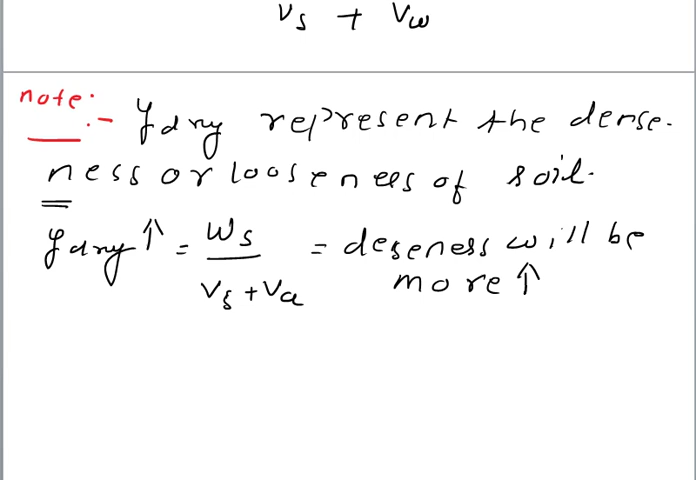 Vs + Vw
note:- γdry represent the dense-
ness or looseness of soil.
γdry↑ = Ws / Vs + Va = deseness will be
more ↑